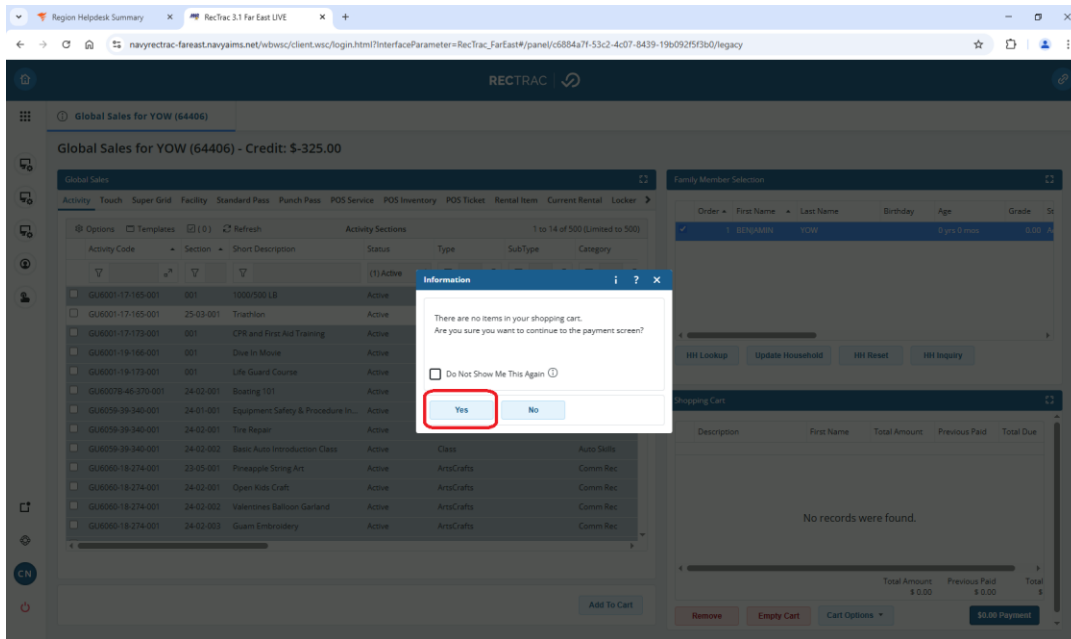 Region Helpdesk Summary
RecTrac 3.1 Far East LIVE
navyrectrac-fareast.navyaims.net/wbwsc/client.wsc/login.html?InterfaceParameter=RecTrac_FarEast#/panel/c6884a7f-53c2-4c07-8439-19b092f5f3b0/legacy
RECTRAC
Global Sales for YOW (64406)
Global Sales for YOW (64406) - Credit: $-325.00
Global Sales
Activity Touch Super Grid Facility Standard Pass Punch Pass POS Service POS Inventory POS Ticket Rental Item Current Rental Locker
Options Templates (0) Refresh Activity Sections 1 to 14 of 500 (Limited to 500)
Activity Code Section Short Description Status Type SubType Category
(1) Active
GU6001-17-165-001 001 1000/500 LB Active
GU6001-17-165-001 25-03-001 Triathlon Active
GU6001-17-173-001 001 CPR and First Aid Training Active
GU6001-19-166-001 001 Dive In Movie Active
GU6001-19-173-001 001 Life Guard Course Active
GU6007B-46-370-001 24-02-001 Boating 101 Active
GU6059-39-340-001 24-01-001 Equipment Safety & Procedure In... Active
GU6059-39-340-001 24-02-001 Tire Repair Active
GU6059-39-340-001 24-02-002 Basic Auto Introduction Class Active Class Auto Skills
GU6060-18-274-001 23-05-001 Pineapple String Art Active ArtsCrafts Comm Rec
GU6060-18-274-001 24-02-001 Open Kids Craft Active ArtsCrafts Comm Rec
GU6060-18-274-001 24-02-002 Valentines Balloon Garland Active ArtsCrafts Comm Rec
GU6060-18-274-001 24-02-003 Guam Embroidery Active ArtsCrafts Comm Rec
Add To Cart
Information
There are no items in your shopping cart.
Are you sure you want to continue to the payment screen?
Do Not Show Me This Again
Yes No
Family Member Selection
Order First Name Last Name Birthday Age Grade
1 BENJAMIN YOW 0 yrs 0 mos 0.00
HH Lookup Update Household HH Reset HH Inquiry
Shopping Cart
Description First Name Total Amount Previous Paid Total Due
No records were found.
Total Amount Previous Paid Total
$ 0.00 $ 0.00 $
Remove Empty Cart Cart Options $0.00 Payment
CN